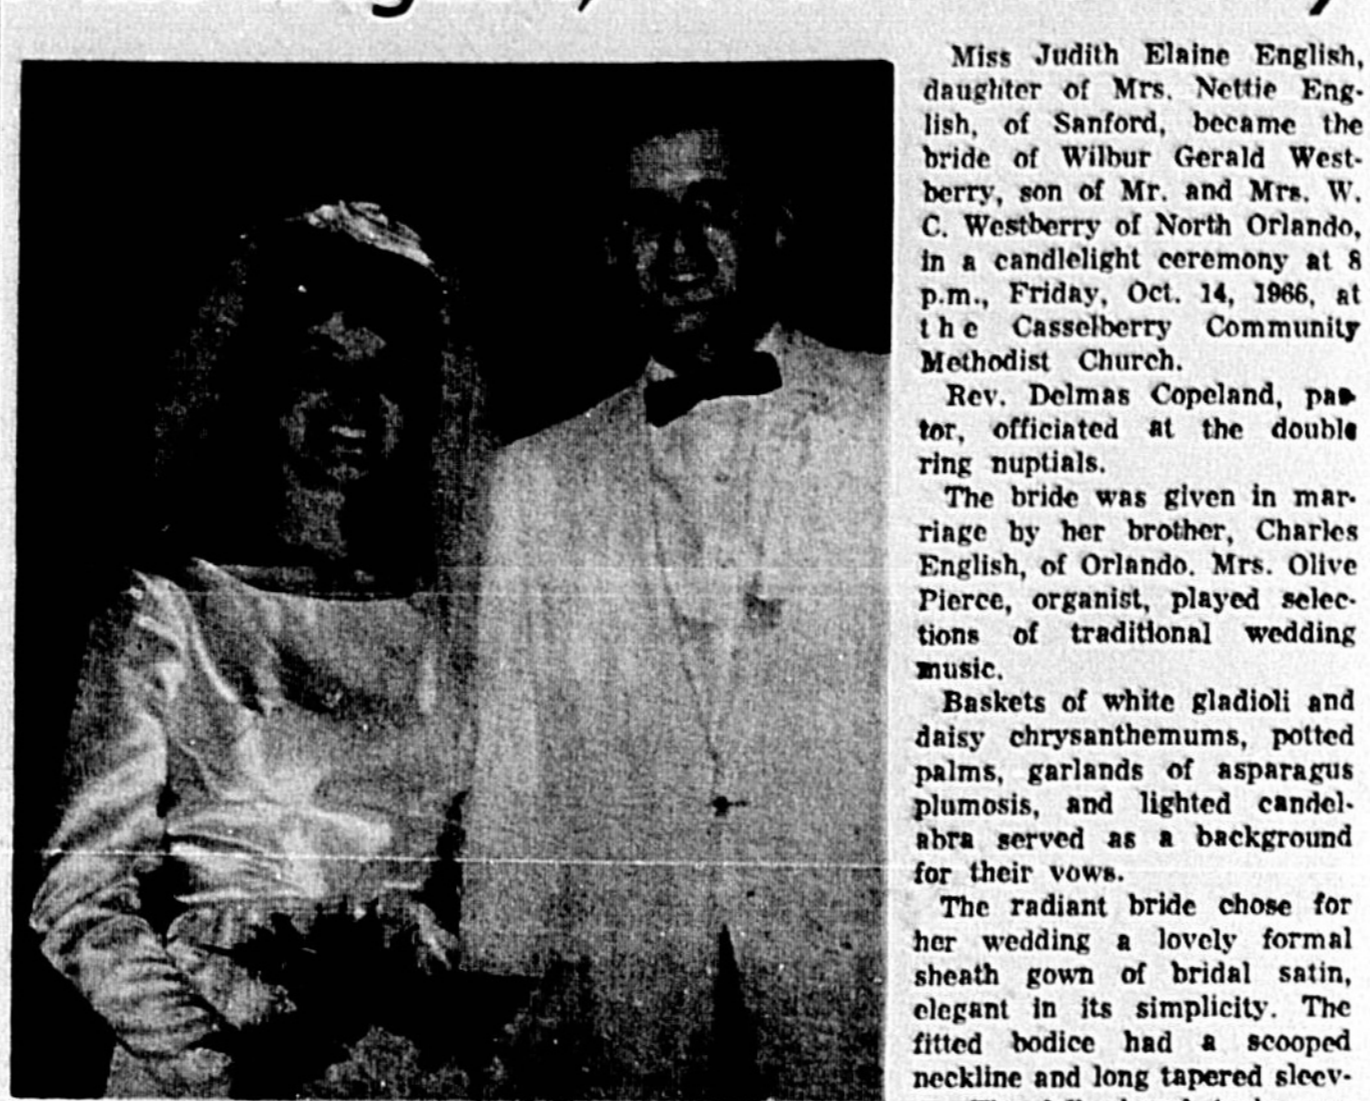 Miss Judith Elaine English,
daughter of Mrs. Nettie Eng-
lish, of Sanford, became the
bride of Wilbur Gerald West-
berry, son of Mr. and Mrs. W.
C. Westberry of North Orlando,
in a candlelight ceremony at 8
p.m., Friday, Oct. 14, 1966, at
the Casselberry Community
Methodist Church.
Rev. Delmas Copeland, pas-
tor, officiated at the double
ring nuptials.
The bride was given in mar-
riage by her brother, Charles
English, of Orlando. Mrs. Olive
Pierce, organist, played selec-
tions of traditional wedding
music.
Baskets of white gladioli and
daisy chrysanthemums, potted
palms, garlands of asparagus
plumosis, and lighted candel-
abra served as a background
for their vows.
The radiant bride chose for
her wedding a lovely formal
sheath gown of bridal satin,
elegant in its simplicity. The
fitted bodice had a scooped
neckline and long tapered sleev-